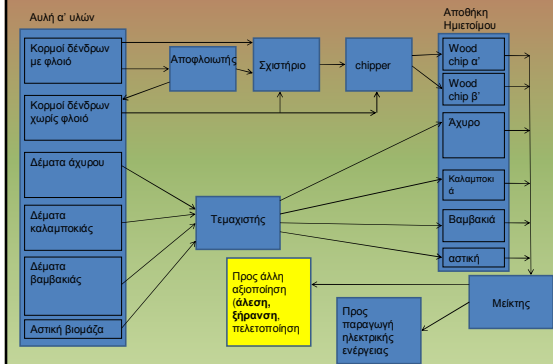 Αυλή α’ υλών
Κορμοί δένδρων
με φλοιό
Κορμοί δένδρων
χωρίς φλοιό
Δέματα άχυρου
Δέματα
καλαμποκιάς
Δέματα
βαμβακιάς
Αστική βιομάζα
Αποφλοιωτής
Σχιστήριο
chipper
Τεμαχιστής
Αποθήκη
Ημιετοίμου
Wood
chip α’
Wood
chip β’
Άχυρο
Καλαμποκι
ά
Βαμβακιά
αστική
Μείκτης
Προς άλλη
αξιοποίηση
(άλεση,
ξήρανση,
πελετοποίηση
Προς
παραγωγή
ηλεκτρικής
ενέργειας